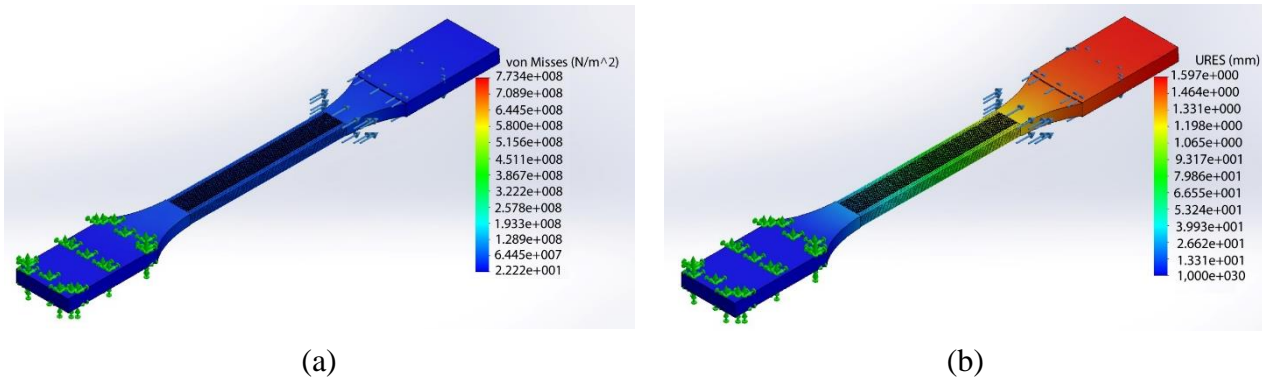 von Misses (N/m^2)
7.734e+008
7.089e+008
6.445e+008
5.800e+008
5.156e+008
4.511e+008
3.867e+008
3.222e+008
2.578e+008
1.933e+008
1.289e+008
6.445e+007
2.222e+001
URES (mm)
1.597e+000
1.464e+000
1.331e+000
1.198e+000
1.065e+000
9.317e+001
7.986e+001
6.655e+001
5.324e+001
3.993e+001
2.662e+001
1.331e+001
1,000e+030
(a)
(b)